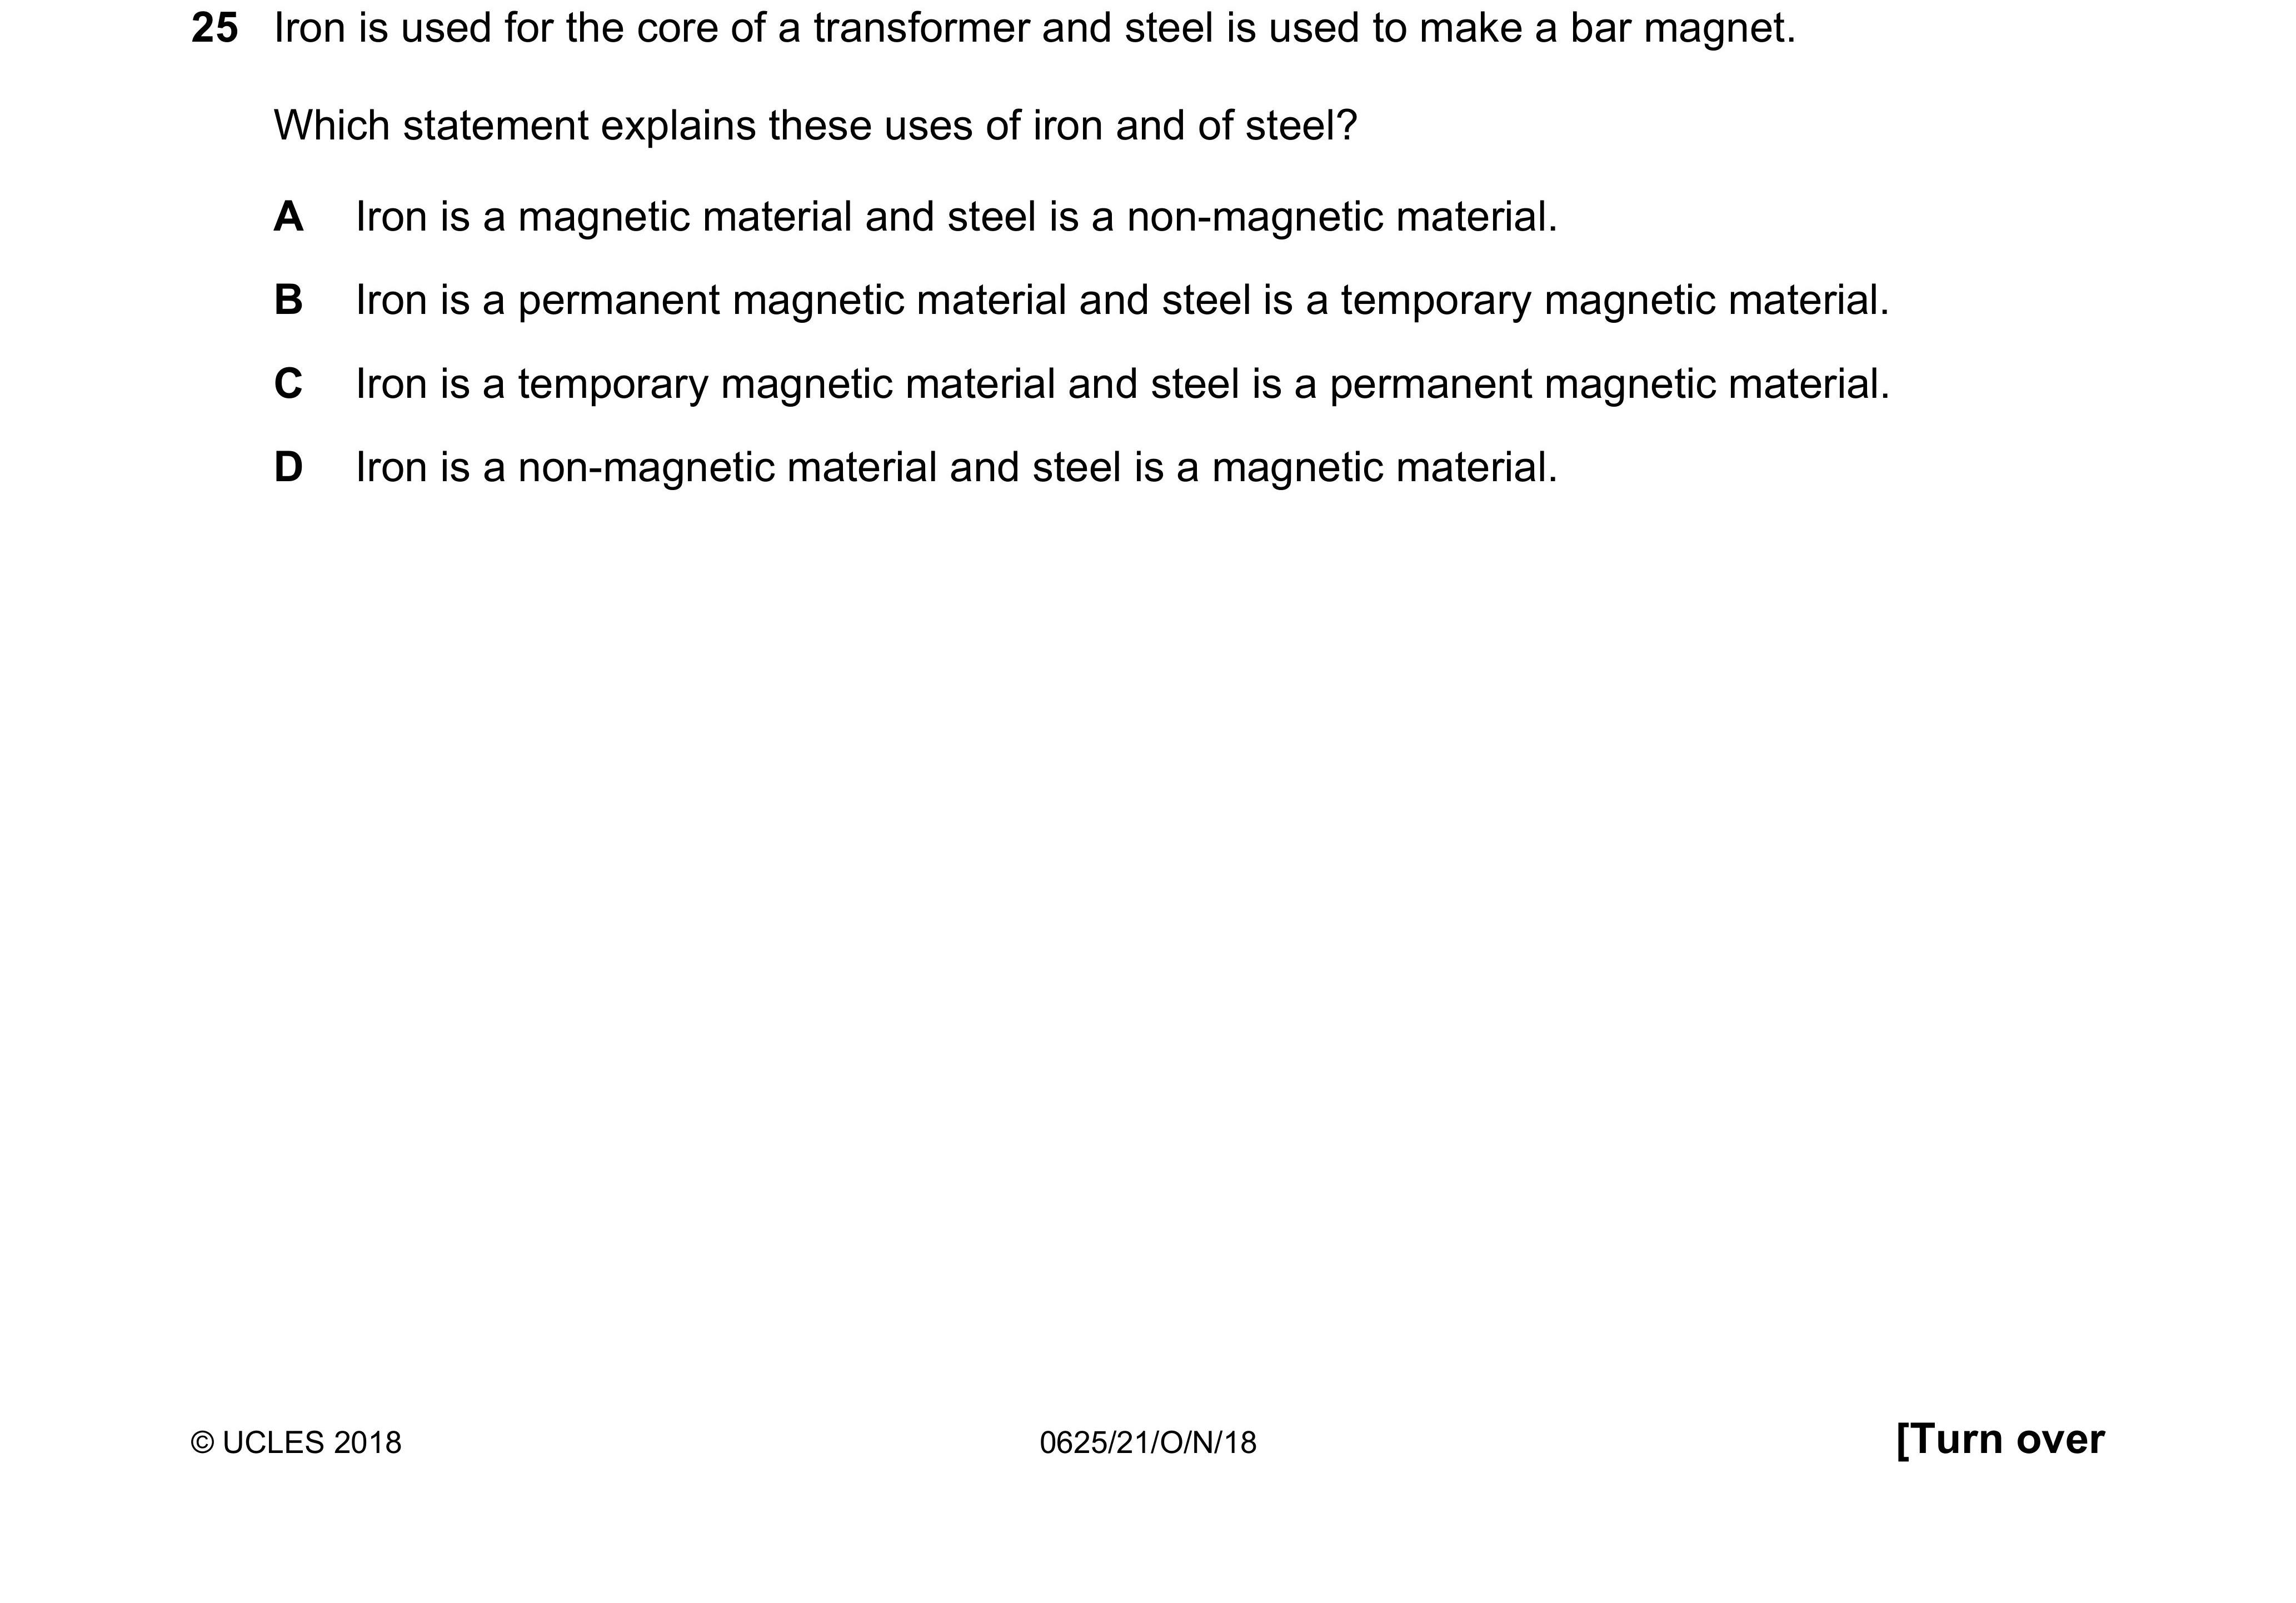 25 Iron is used for the core of a transformer and steel is used to make a bar magnet.
Which statement explains these uses of iron and of steel?
A Iron is a magnetic material and steel is a non-magnetic material.
B Iron is a permanent magnetic material and steel is a temporary magnetic material.
C Iron is a temporary magnetic material and steel is a permanent magnetic material.
D Iron is a non-magnetic material and steel is a magnetic material.
© UCLES 2018 0625/21/O/N/18 [Turn over